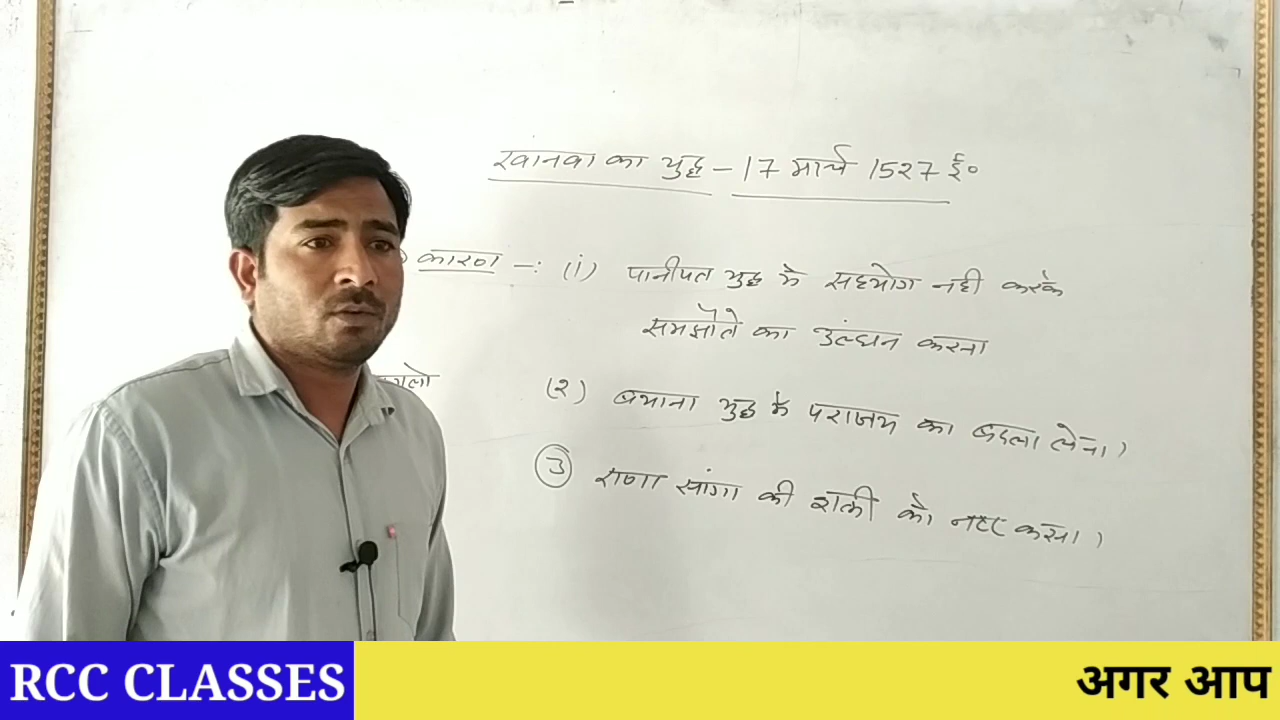 खानवा का युद्ध – 17 मार्च 1527 ई०
कारण –: (i) पानीपत युद्ध मे सहयोग नही करके
समझौते का उलंघन करना
(२) बयाना युद्ध मे पराजय का बदला लेना।
③ राणा सांगा की शक्ती को नष्ट करना।
RCC CLASSES
अगर आप